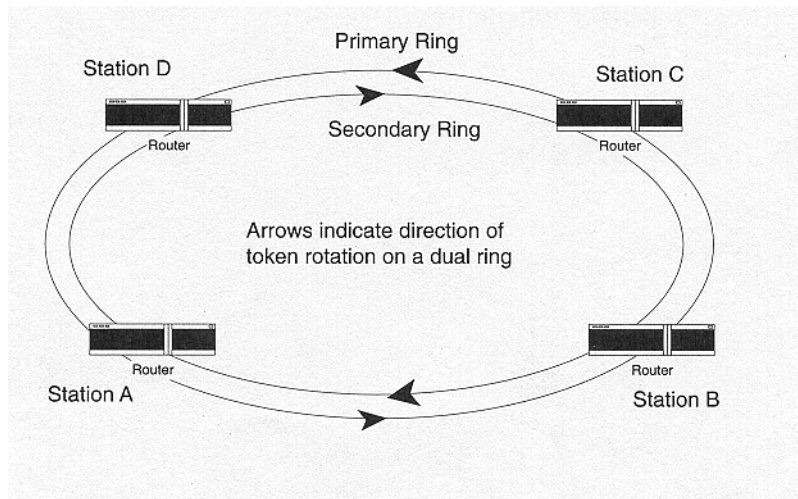 Primary Ring
Station D
Station C
Secondary Ring
Router
Router
Arrows indicate direction of
token rotation on a dual ring
Router
Router
Station A
Station B